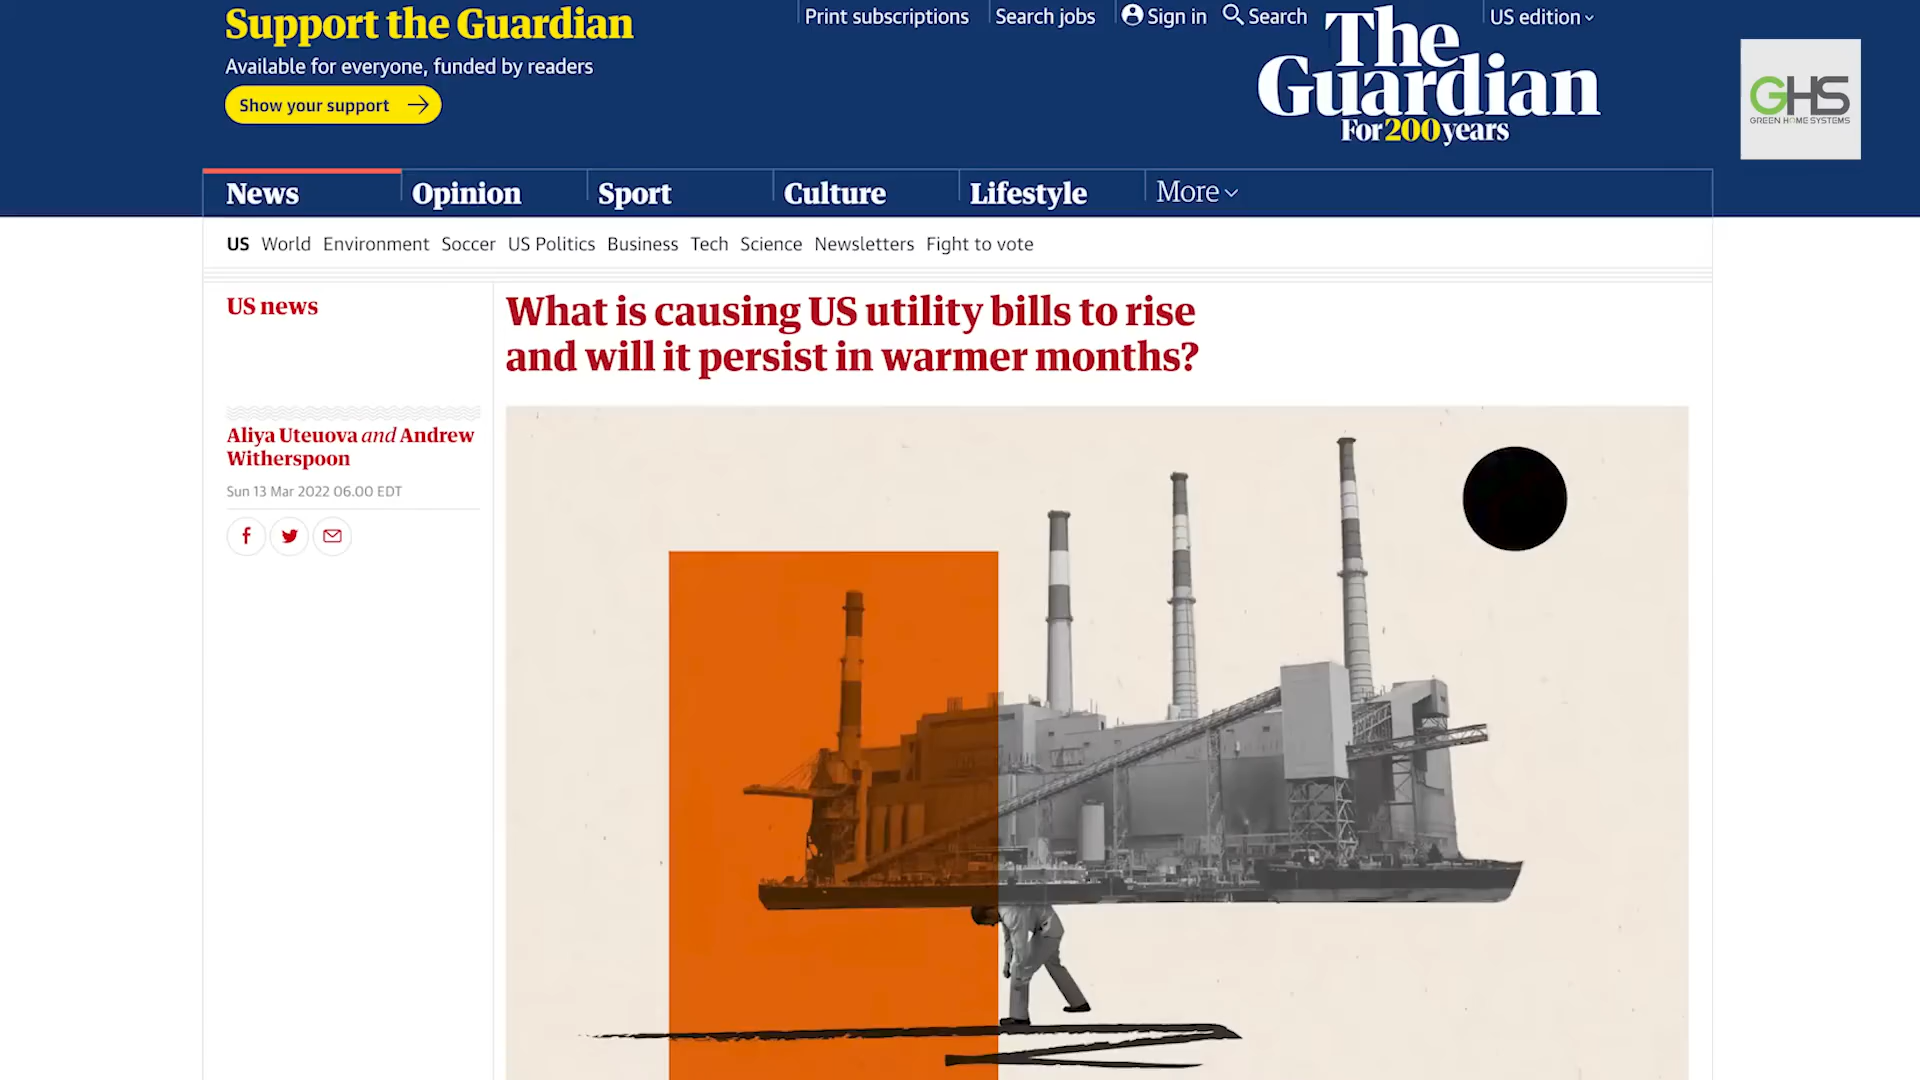 Support the Guardian
Available for everyone, funded by readers
Show your support
Print subscriptions
Search jobs
Sign in
Search
US edition
The
Guardian
For 200 years
GHS
GREEN HOME SYSTEMS
News
Opinion
Sport
Culture
Lifestyle
More
US World Environment Soccer US Politics Business Tech Science Newsletters Fight to vote
US news
What is causing US utility bills to rise
and will it persist in warmer months?
Aliya Uteuova and Andrew
Witherspoon
Sun 13 Mar 2022 06.00 EDT